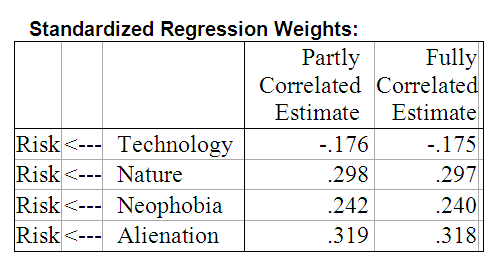 Standardized Regression Weights:
Partly Correlated Estimate Fully Correlated Estimate
Risk <--- Technology -.176 -.175
Risk <--- Nature .298 .297
Risk <--- Neophobia .242 .240
Risk <--- Alienation .319 .318